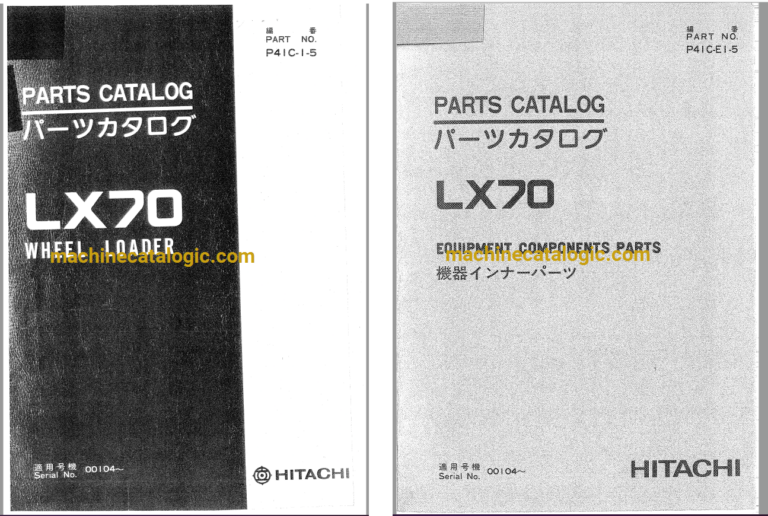 編 番
PART NO.
P41C-1-5
PARTS CATALOG
パーツカタログ
LX70
WHEEL LOADER
machinecatalogic.com
適用号機
Serial No. 00104~
HITACHI
編 番
PART NO.
P41C-E1-5
PARTS CATALOG
パーツカタログ
LX70
EQUIPMENT COMPONENTS PARTS
machinecatalogic.com
機器インナーパーツ
適用号機
Serial No. 00104~
HITACHI